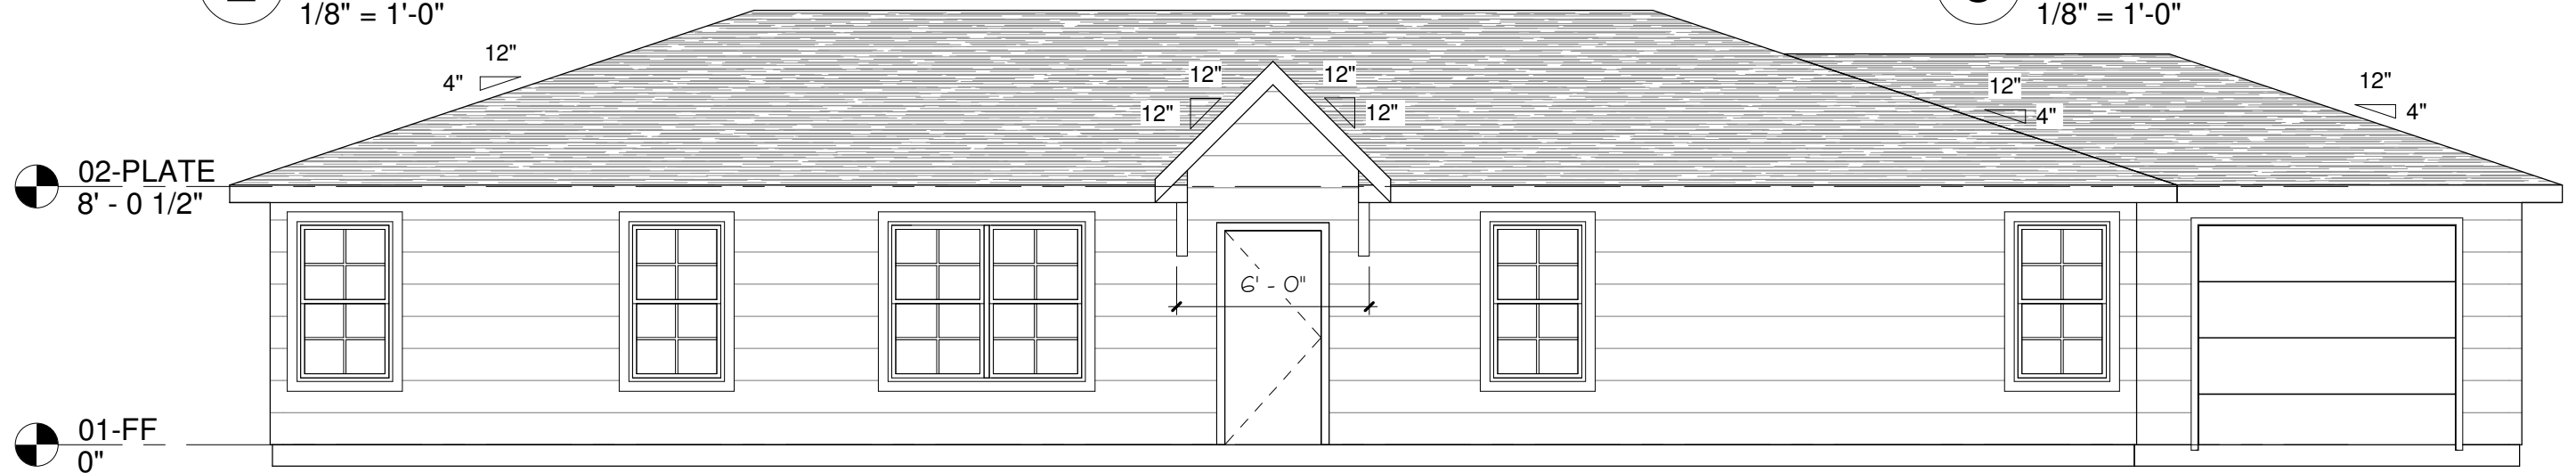 1/8" = 1'-0"
1/8" = 1'-0"
12"
4"
12"
12"
12"
12"
12"
4"
12"
4"
02-PLATE
8' - 0 1/2"
6' - 0"
01-FF
0"